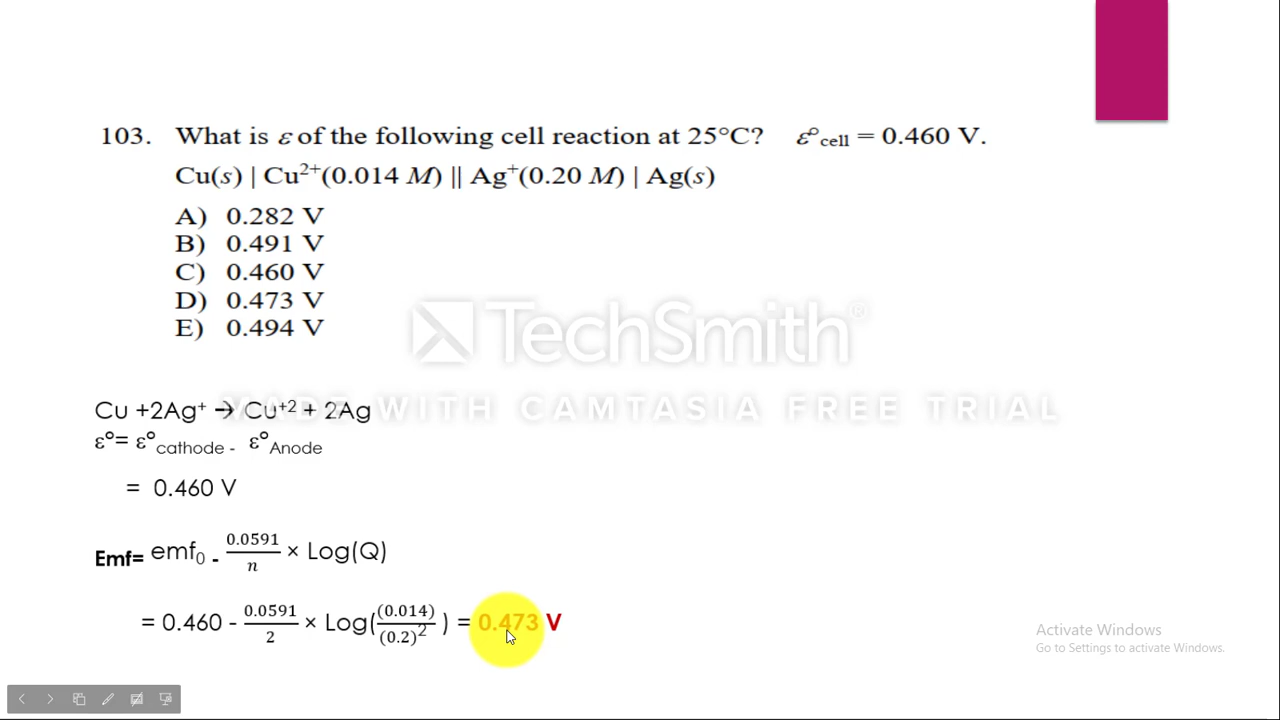 103. What is ε of the following cell reaction at 25°C? ε°cell = 0.460 V.
Cu(s) | Cu²⁺(0.014 M) || Ag⁺(0.20 M) | Ag(s)
A) 0.282 V
B) 0.491 V
C) 0.460 V
D) 0.473 V
E) 0.494 V
TechSmith®
MADE WITH CAMTASIA FREE TRIAL
Cu +2Ag⁺ → Cu⁺² + 2Ag
ε°= ε°cathode - ε°Anode
= 0.460 V
Emf= emf₀ - 0.0591/n × Log(Q)
= 0.460 - 0.0591/2 × Log((0.014)/(0.2)² ) = 0.473 V
Activate Windows
Go to Settings to activate Windows.